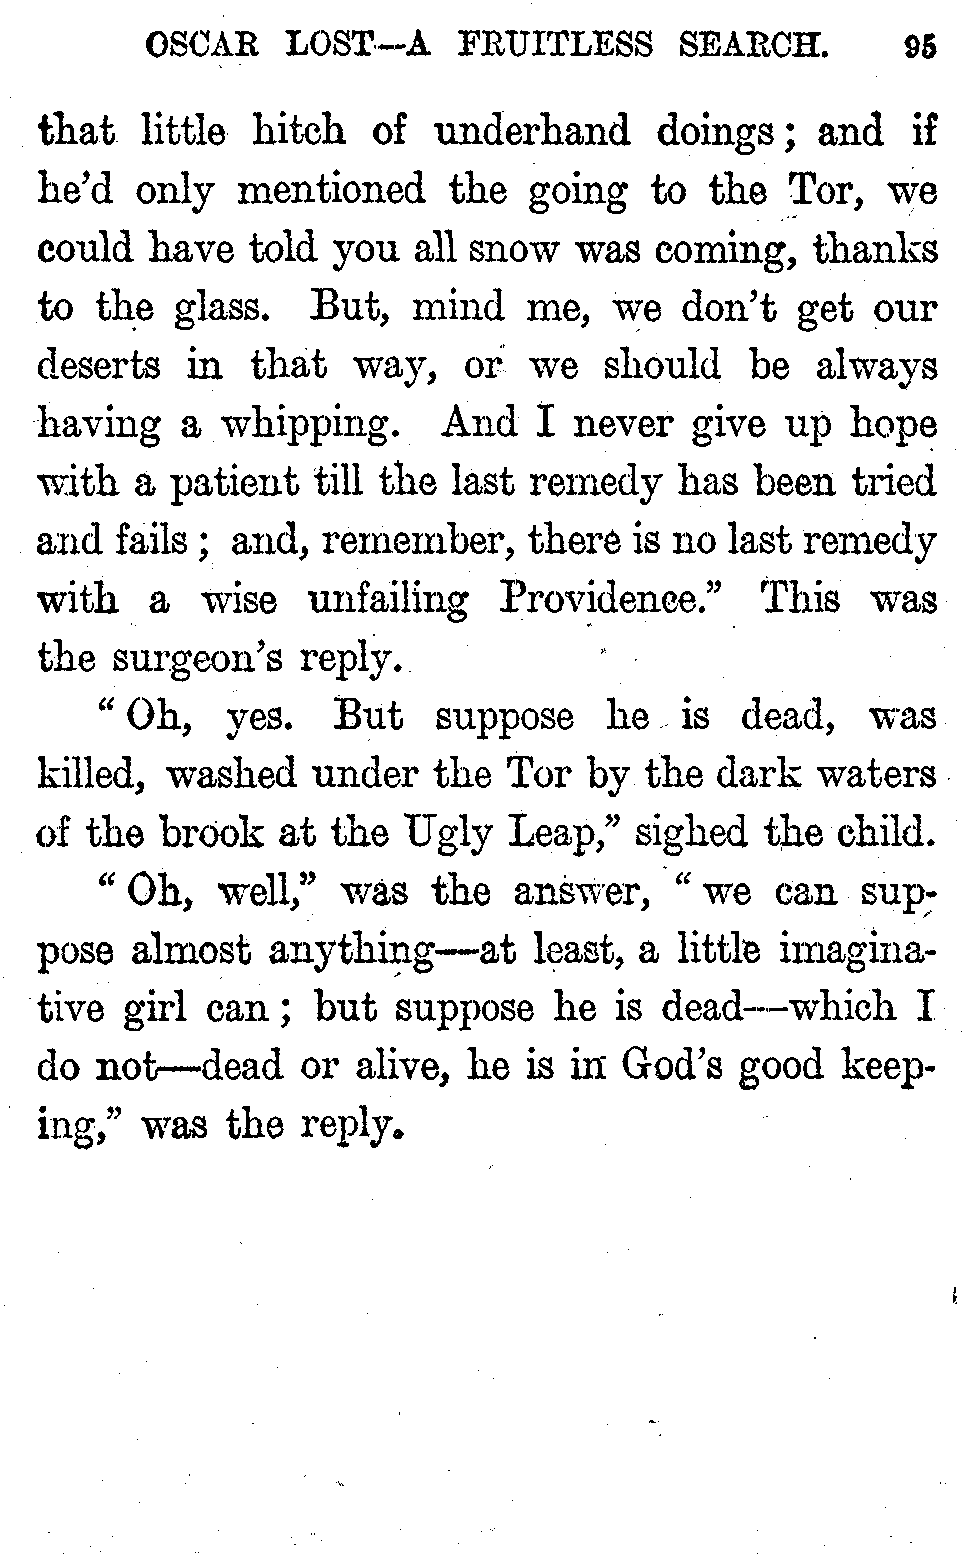 OSCAR LOST—A FRUITLESS SEARCH. 95
that little hitch of underhand doings; and if
he'd only mentioned the going to the Tor, we
could have told you all snow was coming, thanks
to the glass. But, mind me, we don't get our
deserts in that way, or we should be always
having a whipping. And I never give up hope
with a patient till the last remedy has been tried
and fails; and, remember, there is no last remedy
with a wise unfailing Providence." This was
the surgeon's reply.
"Oh, yes. But suppose he is dead, was
killed, washed under the Tor by the dark waters
of the brook at the Ugly Leap," sighed the child.
"Oh, well," was the answer, "we can sup-
pose almost anything—at least, a little imagina-
tive girl can; but suppose he is dead—which I
do not—dead or alive, he is in God's good keep-
ing," was the reply.